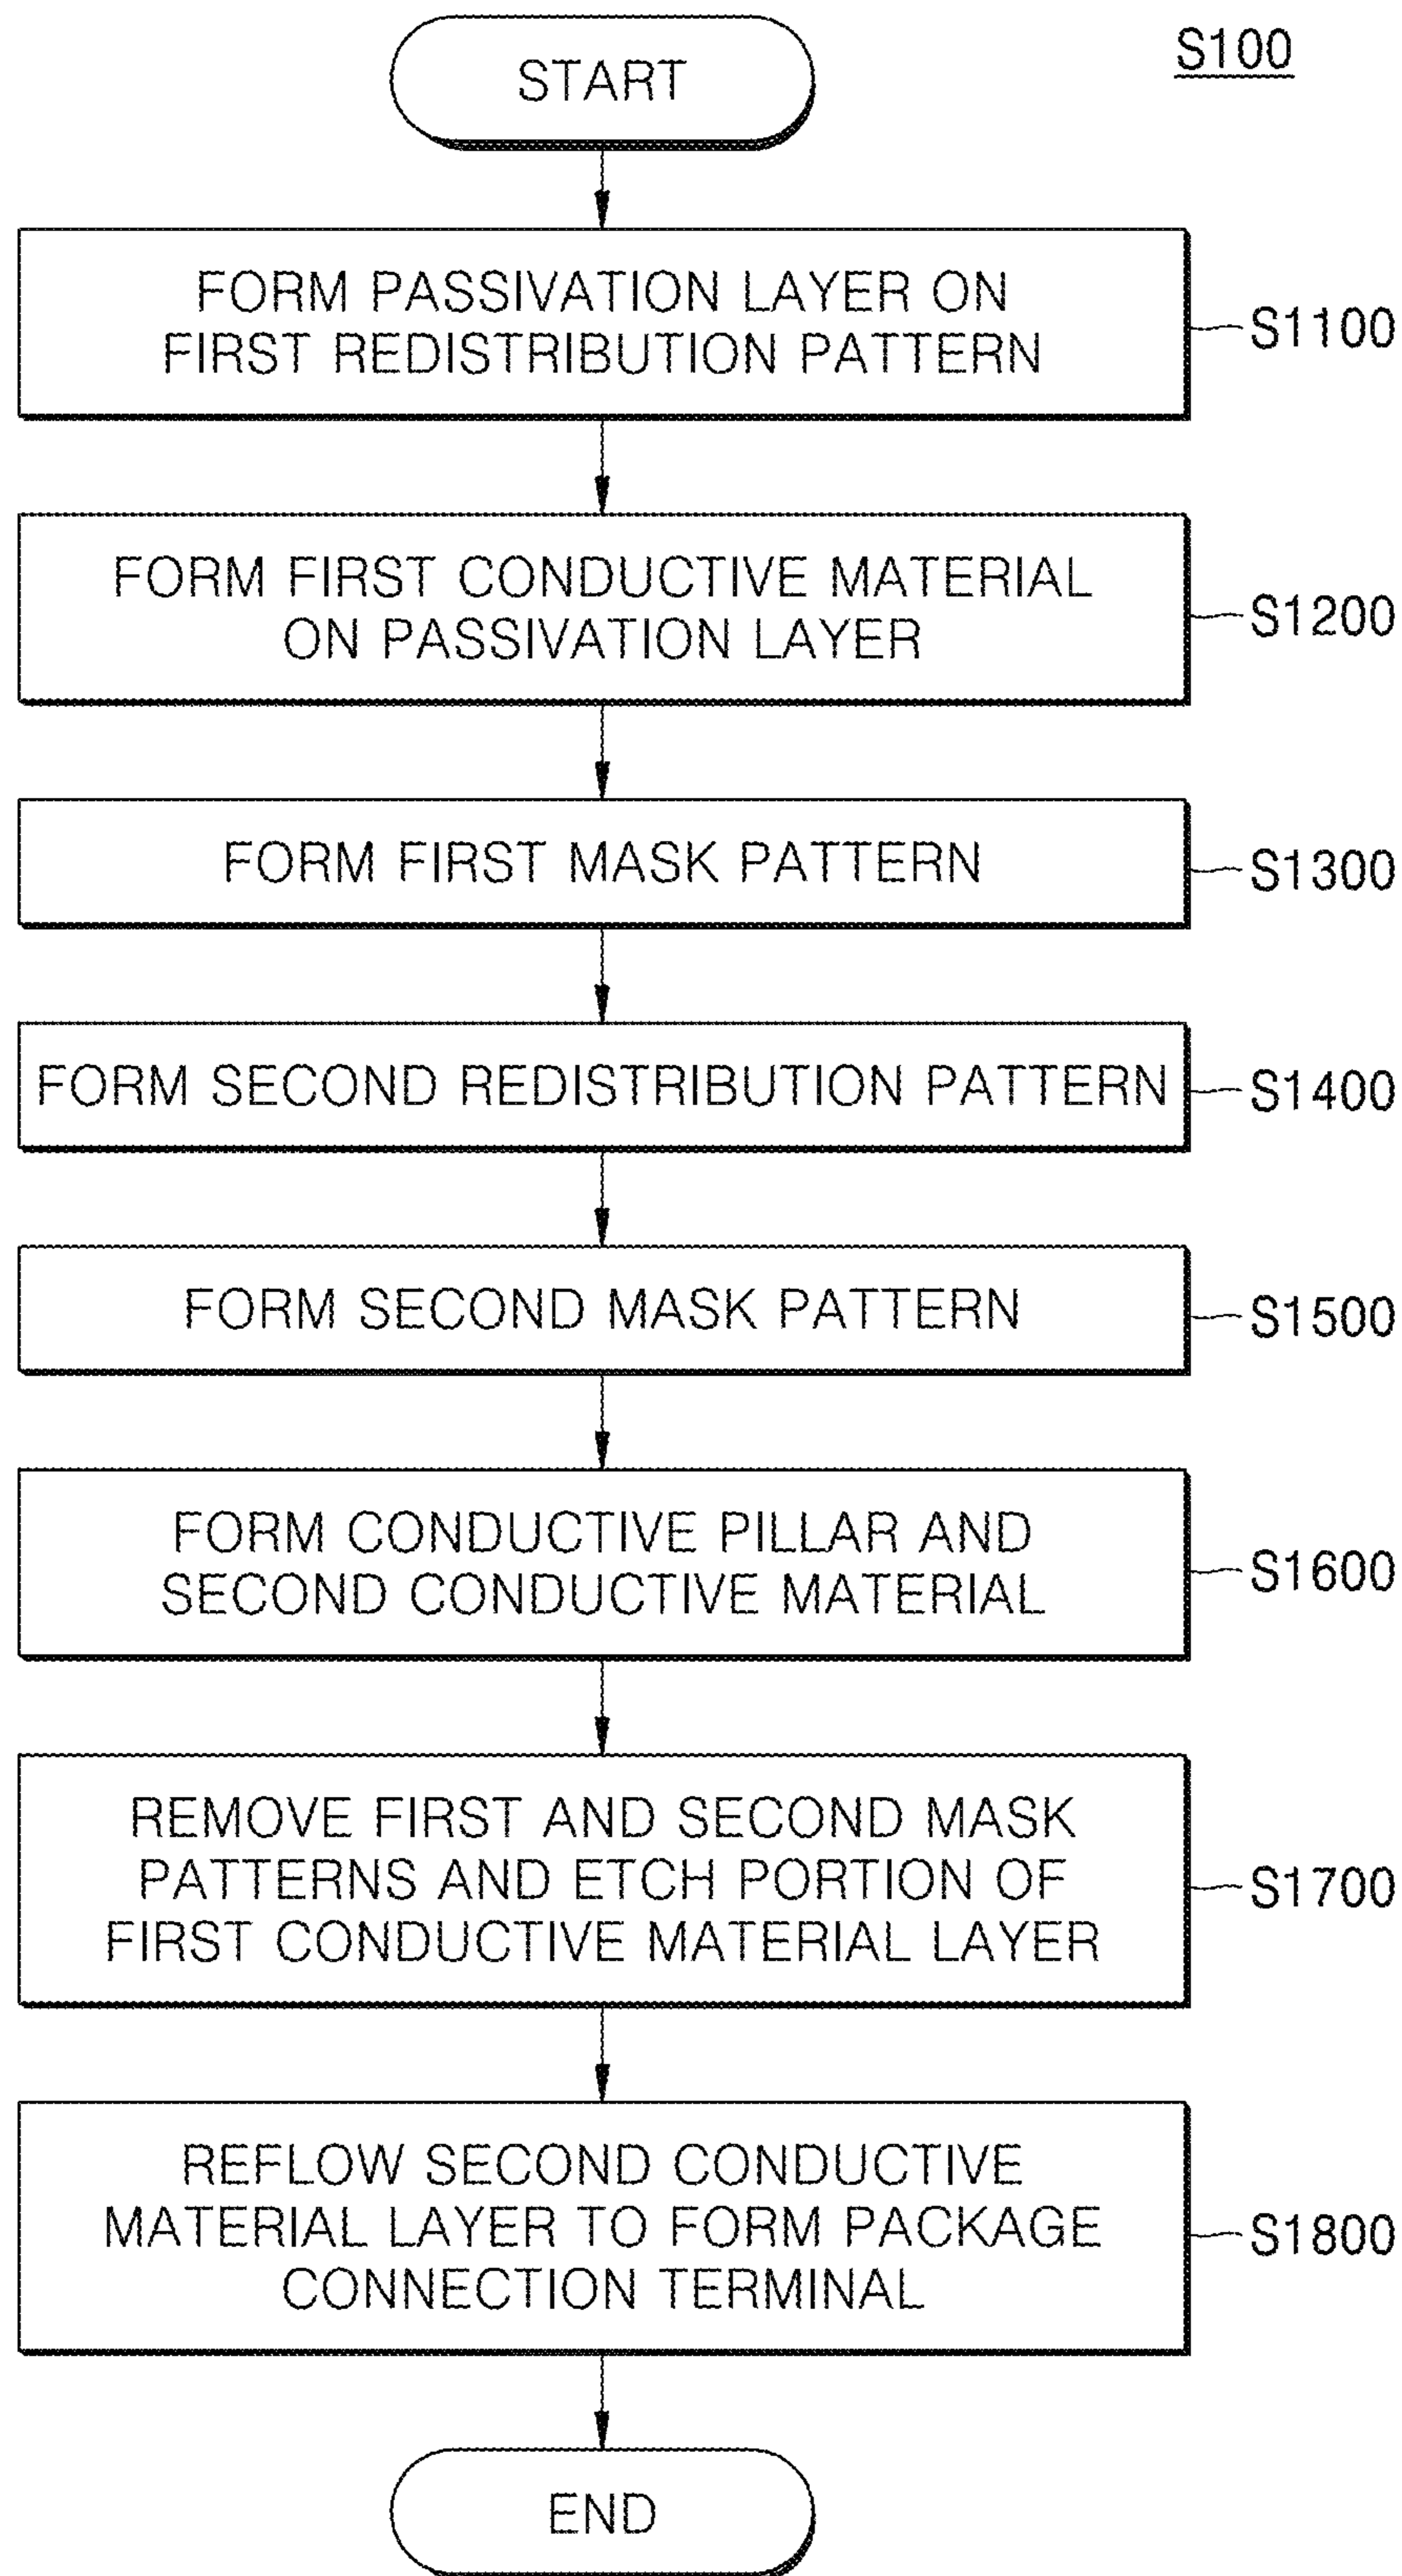 S100
START
FORM PASSIVATION LAYER ON
FIRST REDISTRIBUTION PATTERN
S1100
FORM FIRST CONDUCTIVE MATERIAL
ON PASSIVATION LAYER
S1200
FORM FIRST MASK PATTERN
S1300
FORM SECOND REDISTRIBUTION PATTERN
S1400
FORM SECOND MASK PATTERN
S1500
FORM CONDUCTIVE PILLAR AND
SECOND CONDUCTIVE MATERIAL
S1600
REMOVE FIRST AND SECOND MASK
PATTERNS AND ETCH PORTION OF
FIRST CONDUCTIVE MATERIAL LAYER
S1700
REFLOW SECOND CONDUCTIVE
MATERIAL LAYER TO FORM PACKAGE
CONNECTION TERMINAL
S1800
END